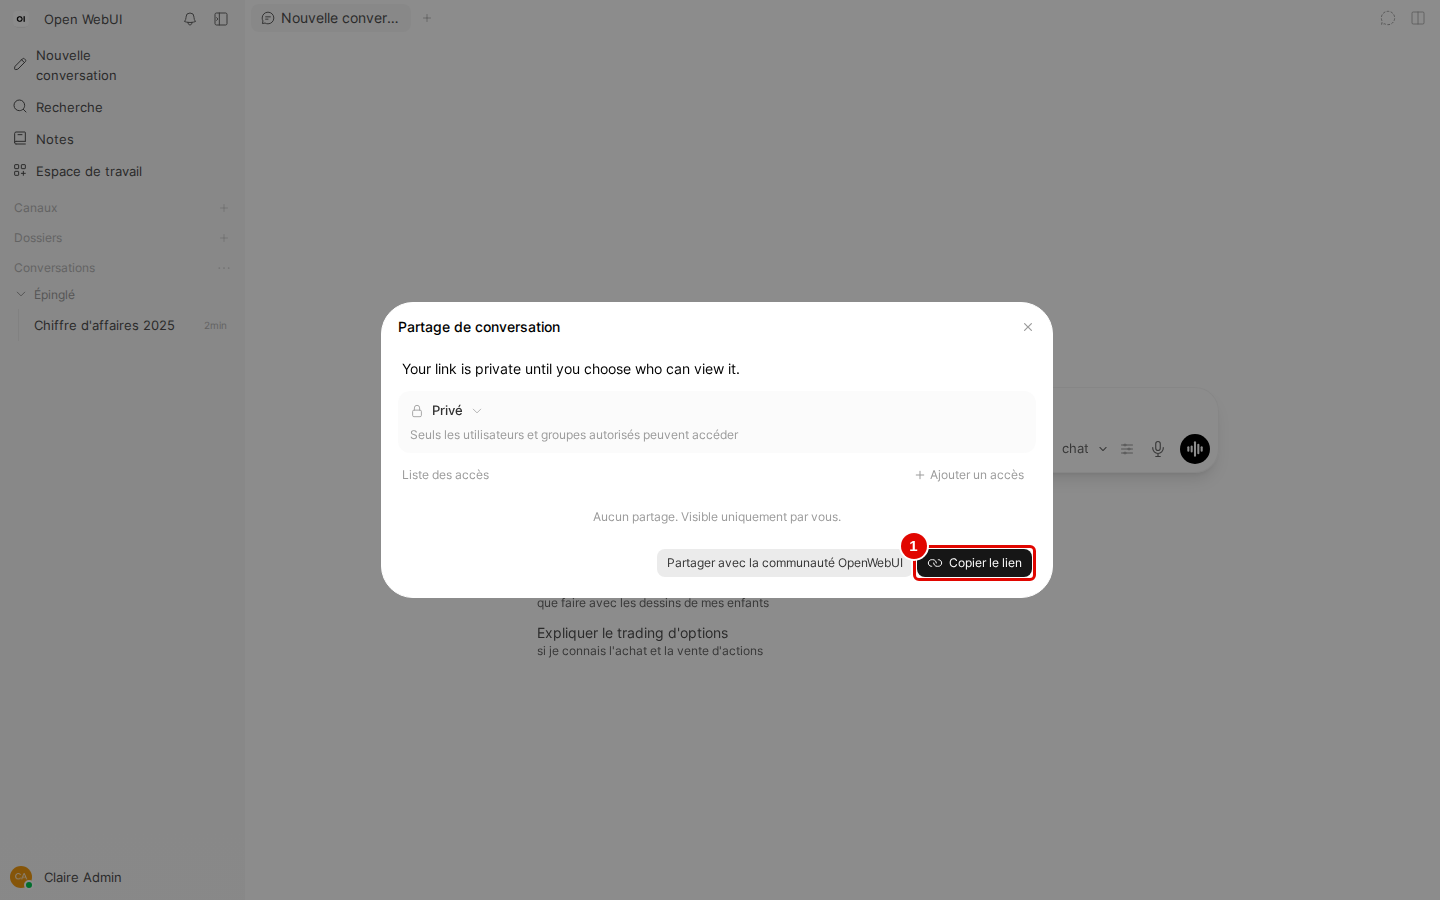 OI Open WebUI
Nouvelle conver...
Nouvelle
conversation
Recherche
Notes
Espace de travail
Canaux
Dossiers
Conversations
Épinglé
Chiffre d'affaires 2025 2min
Partage de conversation
Your link is private until you choose who can view it.
Privé
Seuls les utilisateurs et groupes autorisés peuvent accéder
Liste des accès
Ajouter un accès
Aucun partage. Visible uniquement par vous.
1
Partager avec la communauté OpenWebUI
Copier le lien
chat
que faire avec les dessins de mes enfants
Expliquer le trading d'options
si je connais l'achat et la vente d'actions
CA Claire Admin